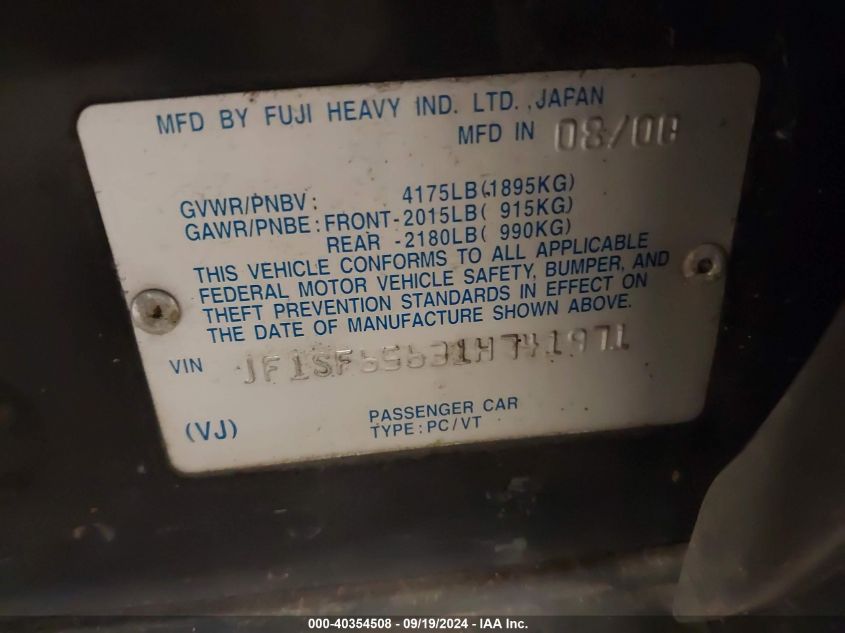 MFD BY FUJI HEAVY IND. LTD., JAPAN
MFD IN 08/00
GVWR/PNBV: 4175LB(1895KG)
GAWR/PNBE: FRONT-2015LB( 915KG)
REAR -2180LB( 990KG)
THIS VEHICLE CONFORMS TO ALL APPLICABLE
FEDERAL MOTOR VEHICLE SAFETY, BUMPER, AND
THEFT PREVENTION STANDARDS IN EFFECT ON
THE DATE OF MANUFACTURE SHOWN ABOVE.
VIN JF1SF65631H741971
(VJ)
PASSENGER CAR
TYPE: PC/VT
000-40354508 - 09/19/2024 - IAA Inc.